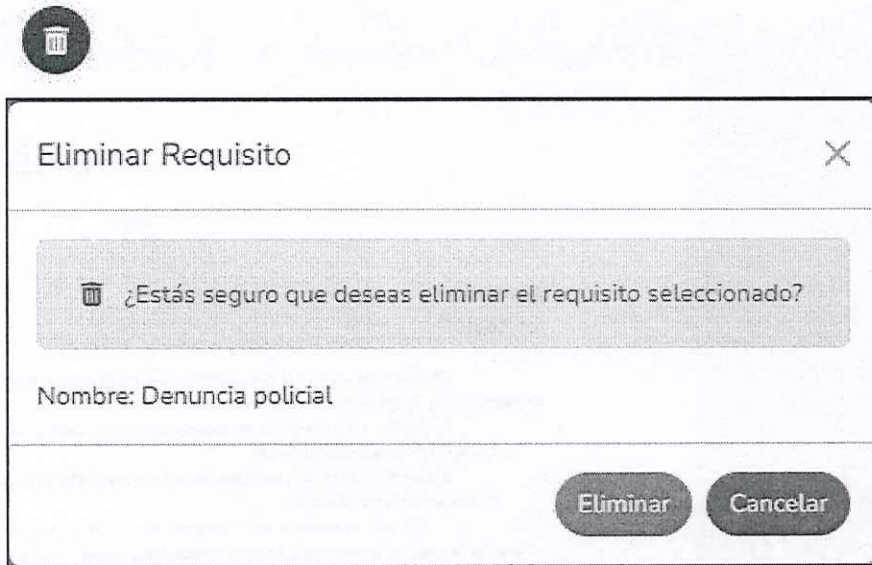 Eliminar Requisito
¿Estás seguro que deseas eliminar el requisito seleccionado?
Nombre: Denuncia policial
Eliminar
Cancelar